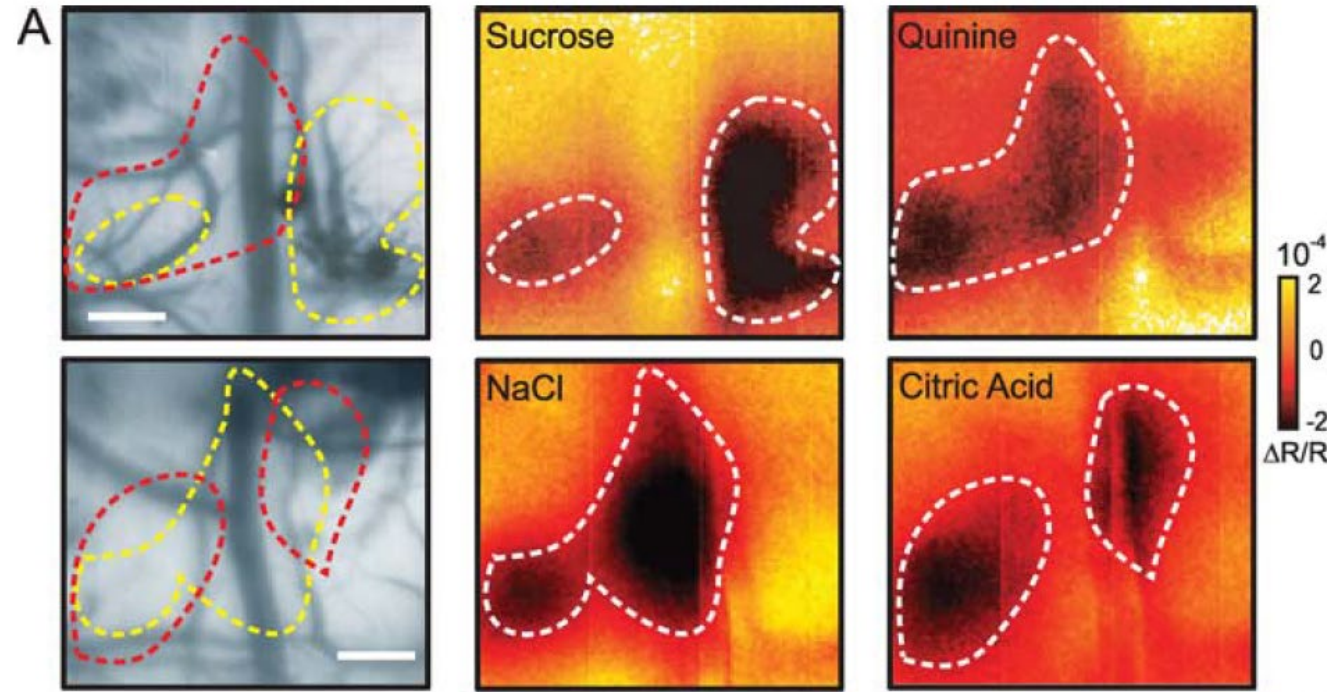 A
Sucrose
Quinine
10⁻⁴
2
0
-2
ΔR/R
NaCl
Citric Acid